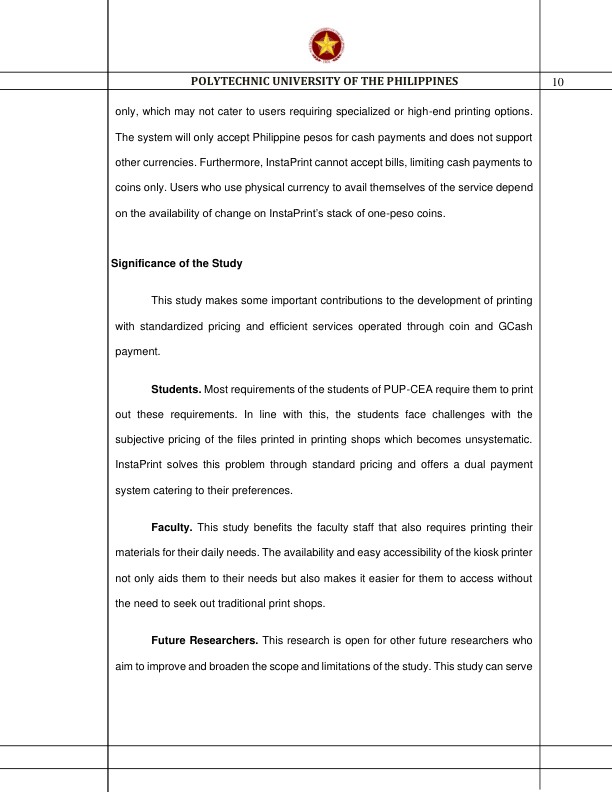 POLYTECHNIC UNIVERSITY OF THE PHILIPPINES 10
only, which may not cater to users requiring specialized or high-end printing options.
The system will only accept Philippine pesos for cash payments and does not support
other currencies. Furthermore, InstaPrint cannot accept bills, limiting cash payments to
coins only. Users who use physical currency to avail themselves of the service depend
on the availability of change on InstaPrint’s stack of one-peso coins.
Significance of the Study
This study makes some important contributions to the development of printing
with standardized pricing and efficient services operated through coin and GCash
payment.
Students. Most requirements of the students of PUP-CEA require them to print
out these requirements. In line with this, the students face challenges with the
subjective pricing of the files printed in printing shops which becomes unsystematic.
InstaPrint solves this problem through standard pricing and offers a dual payment
system catering to their preferences.
Faculty. This study benefits the faculty staff that also requires printing their
materials for their daily needs. The availability and easy accessibility of the kiosk printer
not only aids them to their needs but also makes it easier for them to access without
the need to seek out traditional print shops.
Future Researchers. This research is open for other future researchers who
aim to improve and broaden the scope and limitations of the study. This study can serve